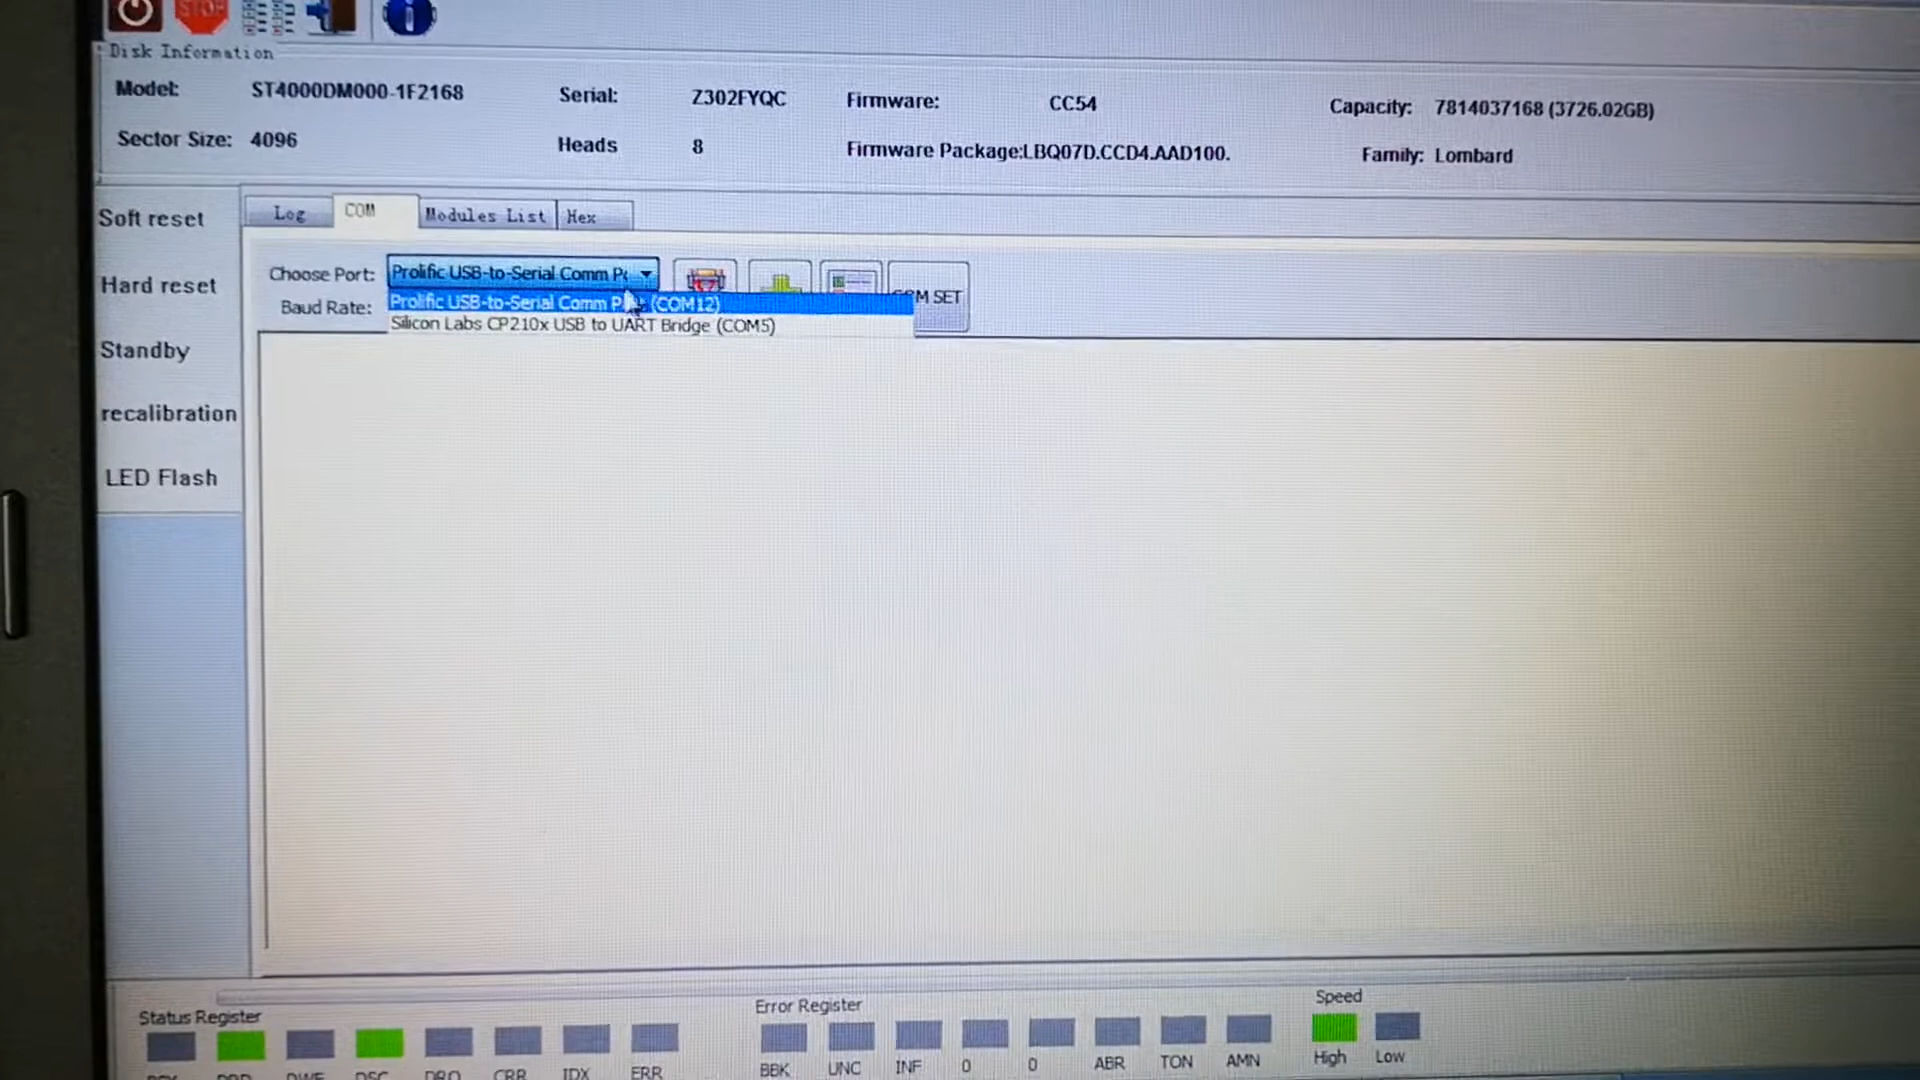 STOP
Disk Information
Model: ST4000DM000-1F2168 Serial: Z302FYQC Firmware: CC54 Capacity: 7814037168 (3726.02GB)
Sector Size: 4096 Heads 8 Firmware Package:LBQ07D.CCD4.AAD100. Family: Lombard
Soft reset
Hard reset
Standby
recalibration
LED Flash
Log COM Modules List Hex
Choose Port: Prolific USB-to-Serial Comm
Baud Rate:
Prolific USB-to-Serial Comm (COM12)
Silicon Labs CP210x USB to UART Bridge (COM5)
SET
Status Register
DSC DRQ CRR IDX ERR
Error Register
BBK UNC INF 0 0 ABR TON AMN
Speed
High Low